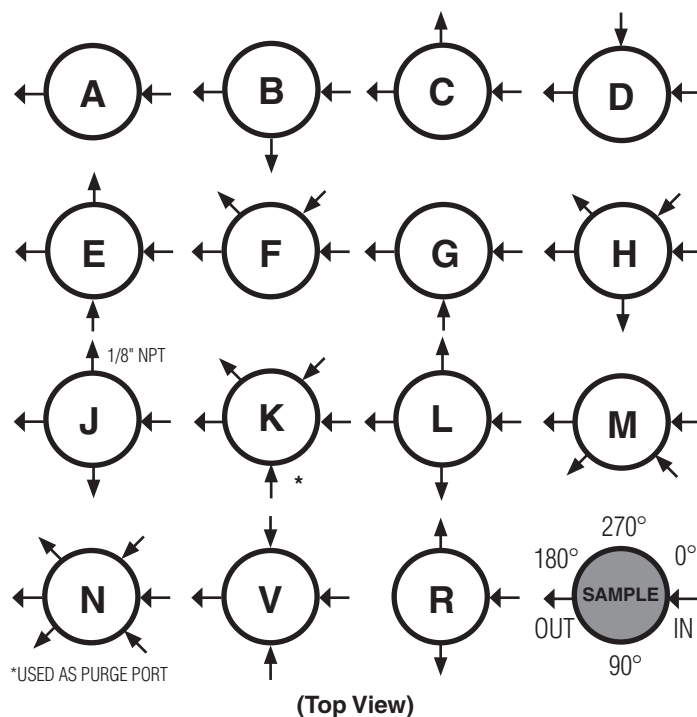 A
B
C
D
E
F
G
H
1/8" NPT
J
K
*
L
M
N
V
R
270°
180°
0°
SAMPLE
OUT
IN
90°
*USED AS PURGE PORT
(Top View)